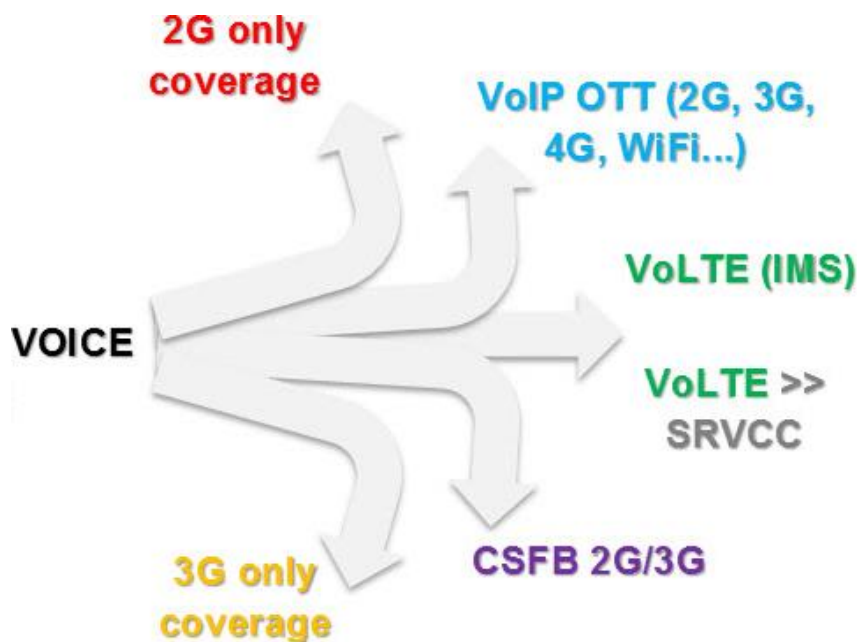 2G only
coverage
VoIP OTT (2G, 3G,
4G, WiFi...)
VoLTE (IMS)
VOICE
VoLTE >>
SRVCC
CSFB 2G/3G
3G only
coverage